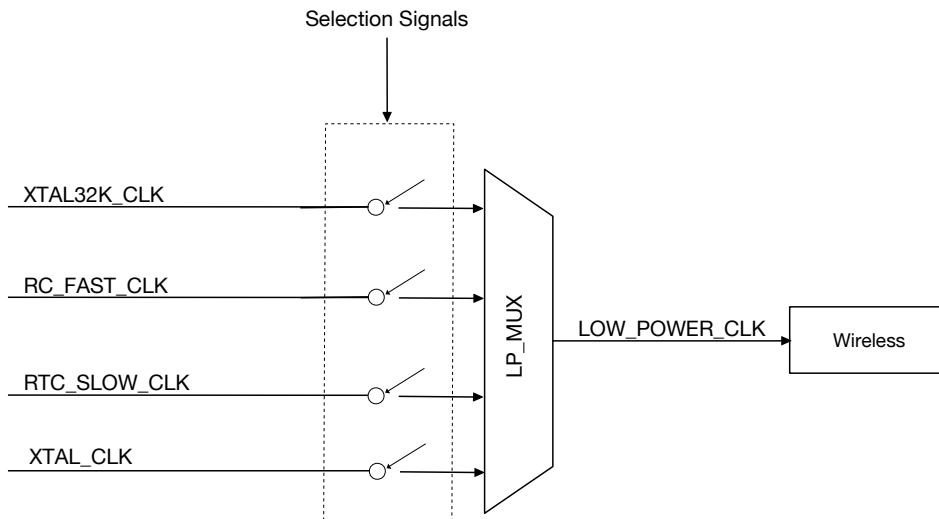 Selection Signals
XTAL32K_CLK
RC_FAST_CLK
RTC_SLOW_CLK
XTAL_CLK
LP_MUX
LOW_POWER_CLK
Wireless